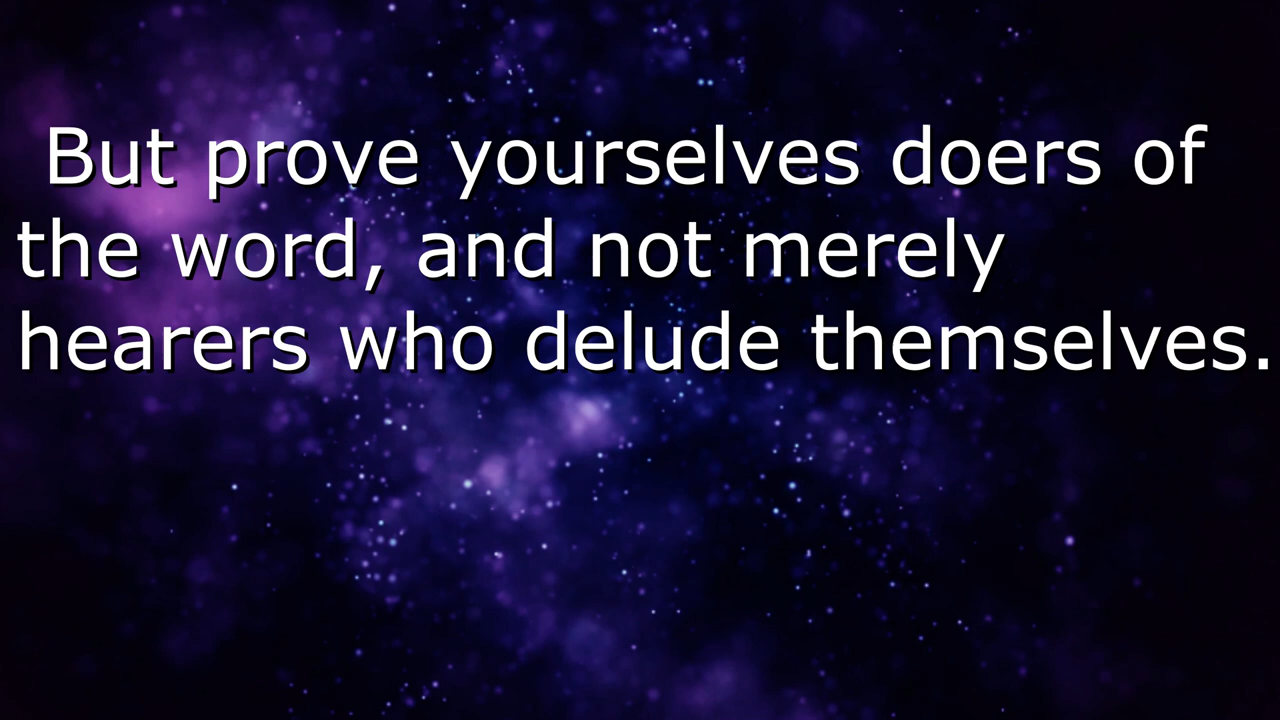 But prove yourselves doers of
the word, and not merely
hearers who delude themselves.